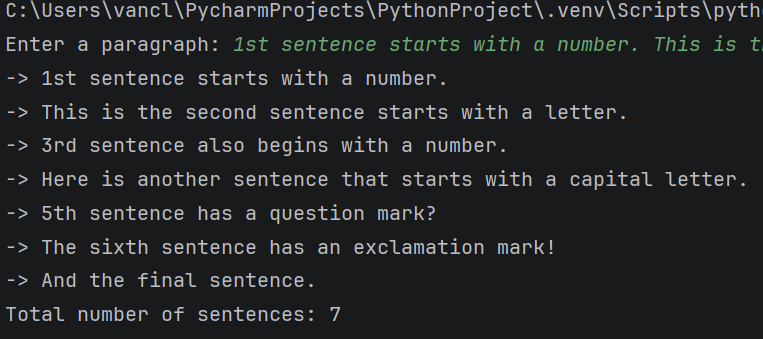 C:\Users\vancl\PycharmProjects\PythonProject\.venv\Scripts\pytho
Enter a paragraph: 1st sentence starts with a number. This is
-> 1st sentence starts with a number.
-> This is the second sentence starts with a letter.
-> 3rd sentence also begins with a number.
-> Here is another sentence that starts with a capital letter.
-> 5th sentence has a question mark?
-> The sixth sentence has an exclamation mark!
-> And the final sentence.
Total number of sentences: 7